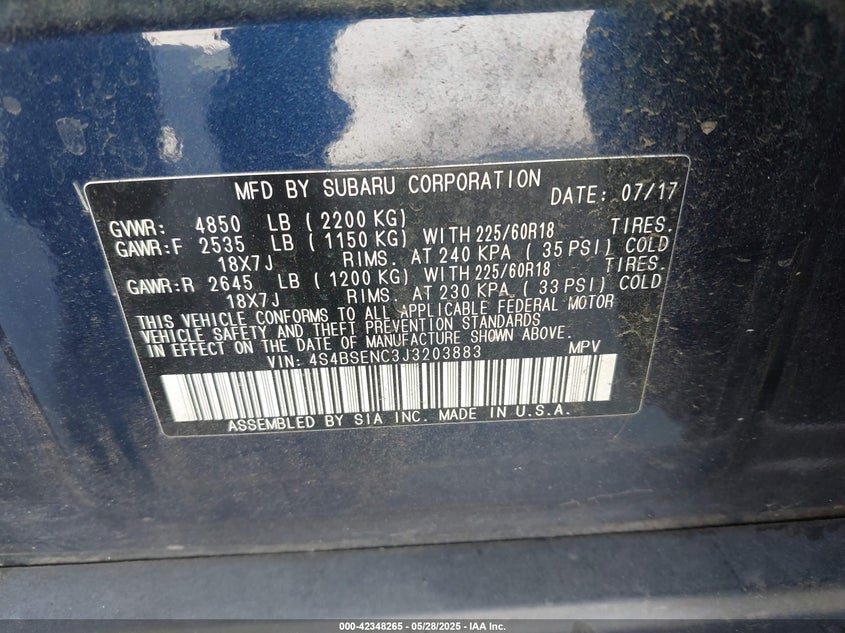 MFD BY SUBARU CORPORATION DATE: 07/17
GVWR: 4850 LB ( 2200 KG)
GAWR:F 2535 LB ( 1150 KG) WITH 225/60R18 TIRES.
18X7J RIMS. AT 240 KPA ( 35 PSI) COLD
GAWR:R 2645 LB ( 1200 KG) WITH 225/60R18 TIRES.
18X7J RIMS. AT 230 KPA ( 33 PSI) COLD
THIS VEHICLE CONFORMS TO ALL APPLICABLE FEDERAL MOTOR
VEHICLE SAFETY AND THEFT PREVENTION STANDARDS
IN EFFECT ON THE DATE OF MANUFACTURE SHOWN ABOVE.
VIN: 4S4BSENC3J3203883 MPV
ASSEMBLED BY SIA INC. MADE IN U.S.A.
000-42348265 - 05/28/2025 - IAA Inc.